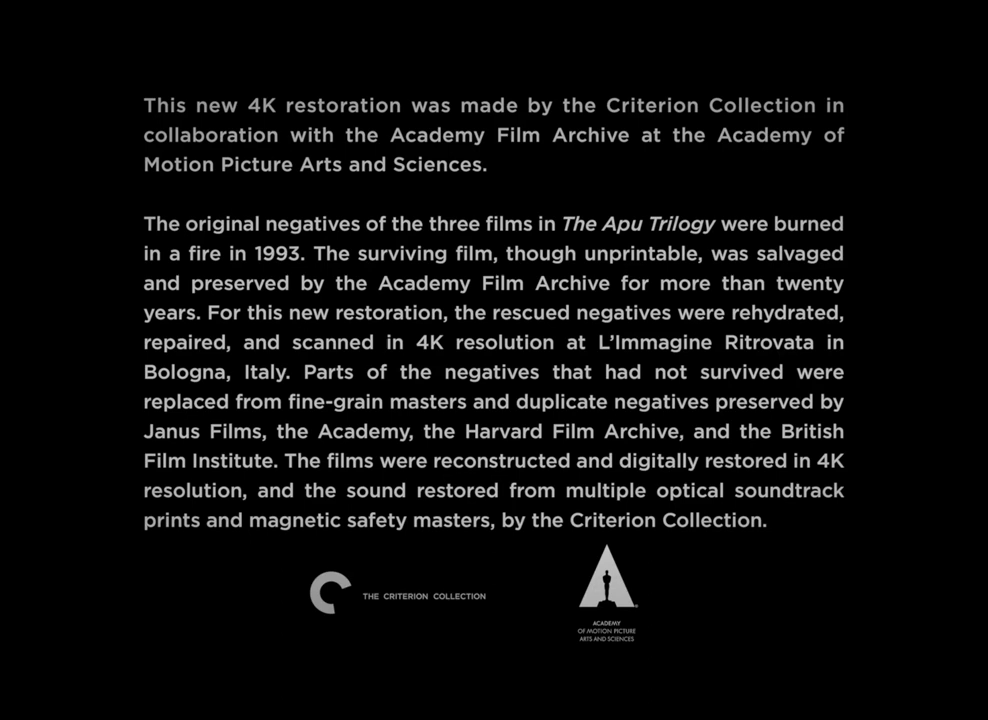 This new 4K restoration was made by the Criterion Collection in
collaboration with the Academy Film Archive at the Academy of
Motion Picture Arts and Sciences.
The original negatives of the three films in The Apu Trilogy were burned
in a fire in 1993. The surviving film, though unprintable, was salvaged
and preserved by the Academy Film Archive for more than twenty
years. For this new restoration, the rescued negatives were rehydrated,
repaired, and scanned in 4K resolution at L’Immagine Ritrovata in
Bologna, Italy. Parts of the negatives that had not survived were
replaced from fine-grain masters and duplicate negatives preserved by
Janus Films, the Academy, the Harvard Film Archive, and the British
Film Institute. The films were reconstructed and digitally restored in 4K
resolution, and the sound restored from multiple optical soundtrack
prints and magnetic safety masters, by the Criterion Collection.
THE CRITERION COLLECTION
ACADEMY
OF MOTION PICTURE
ARTS AND SCIENCES